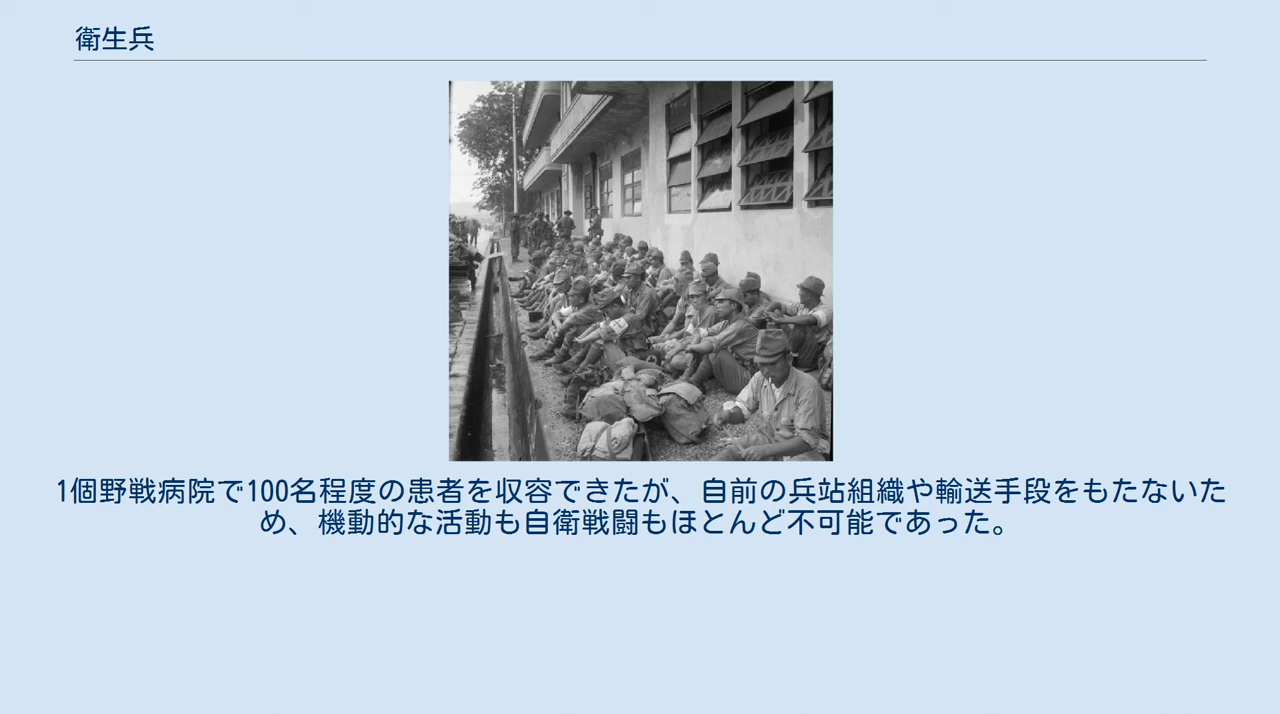 衛生兵
1個野戦病院で100名程度の患者を収容できたが、自前の兵站組織や輸送手段をもたないた
め、機動的な活動も自衛戦闘もほとんど不可能であった。